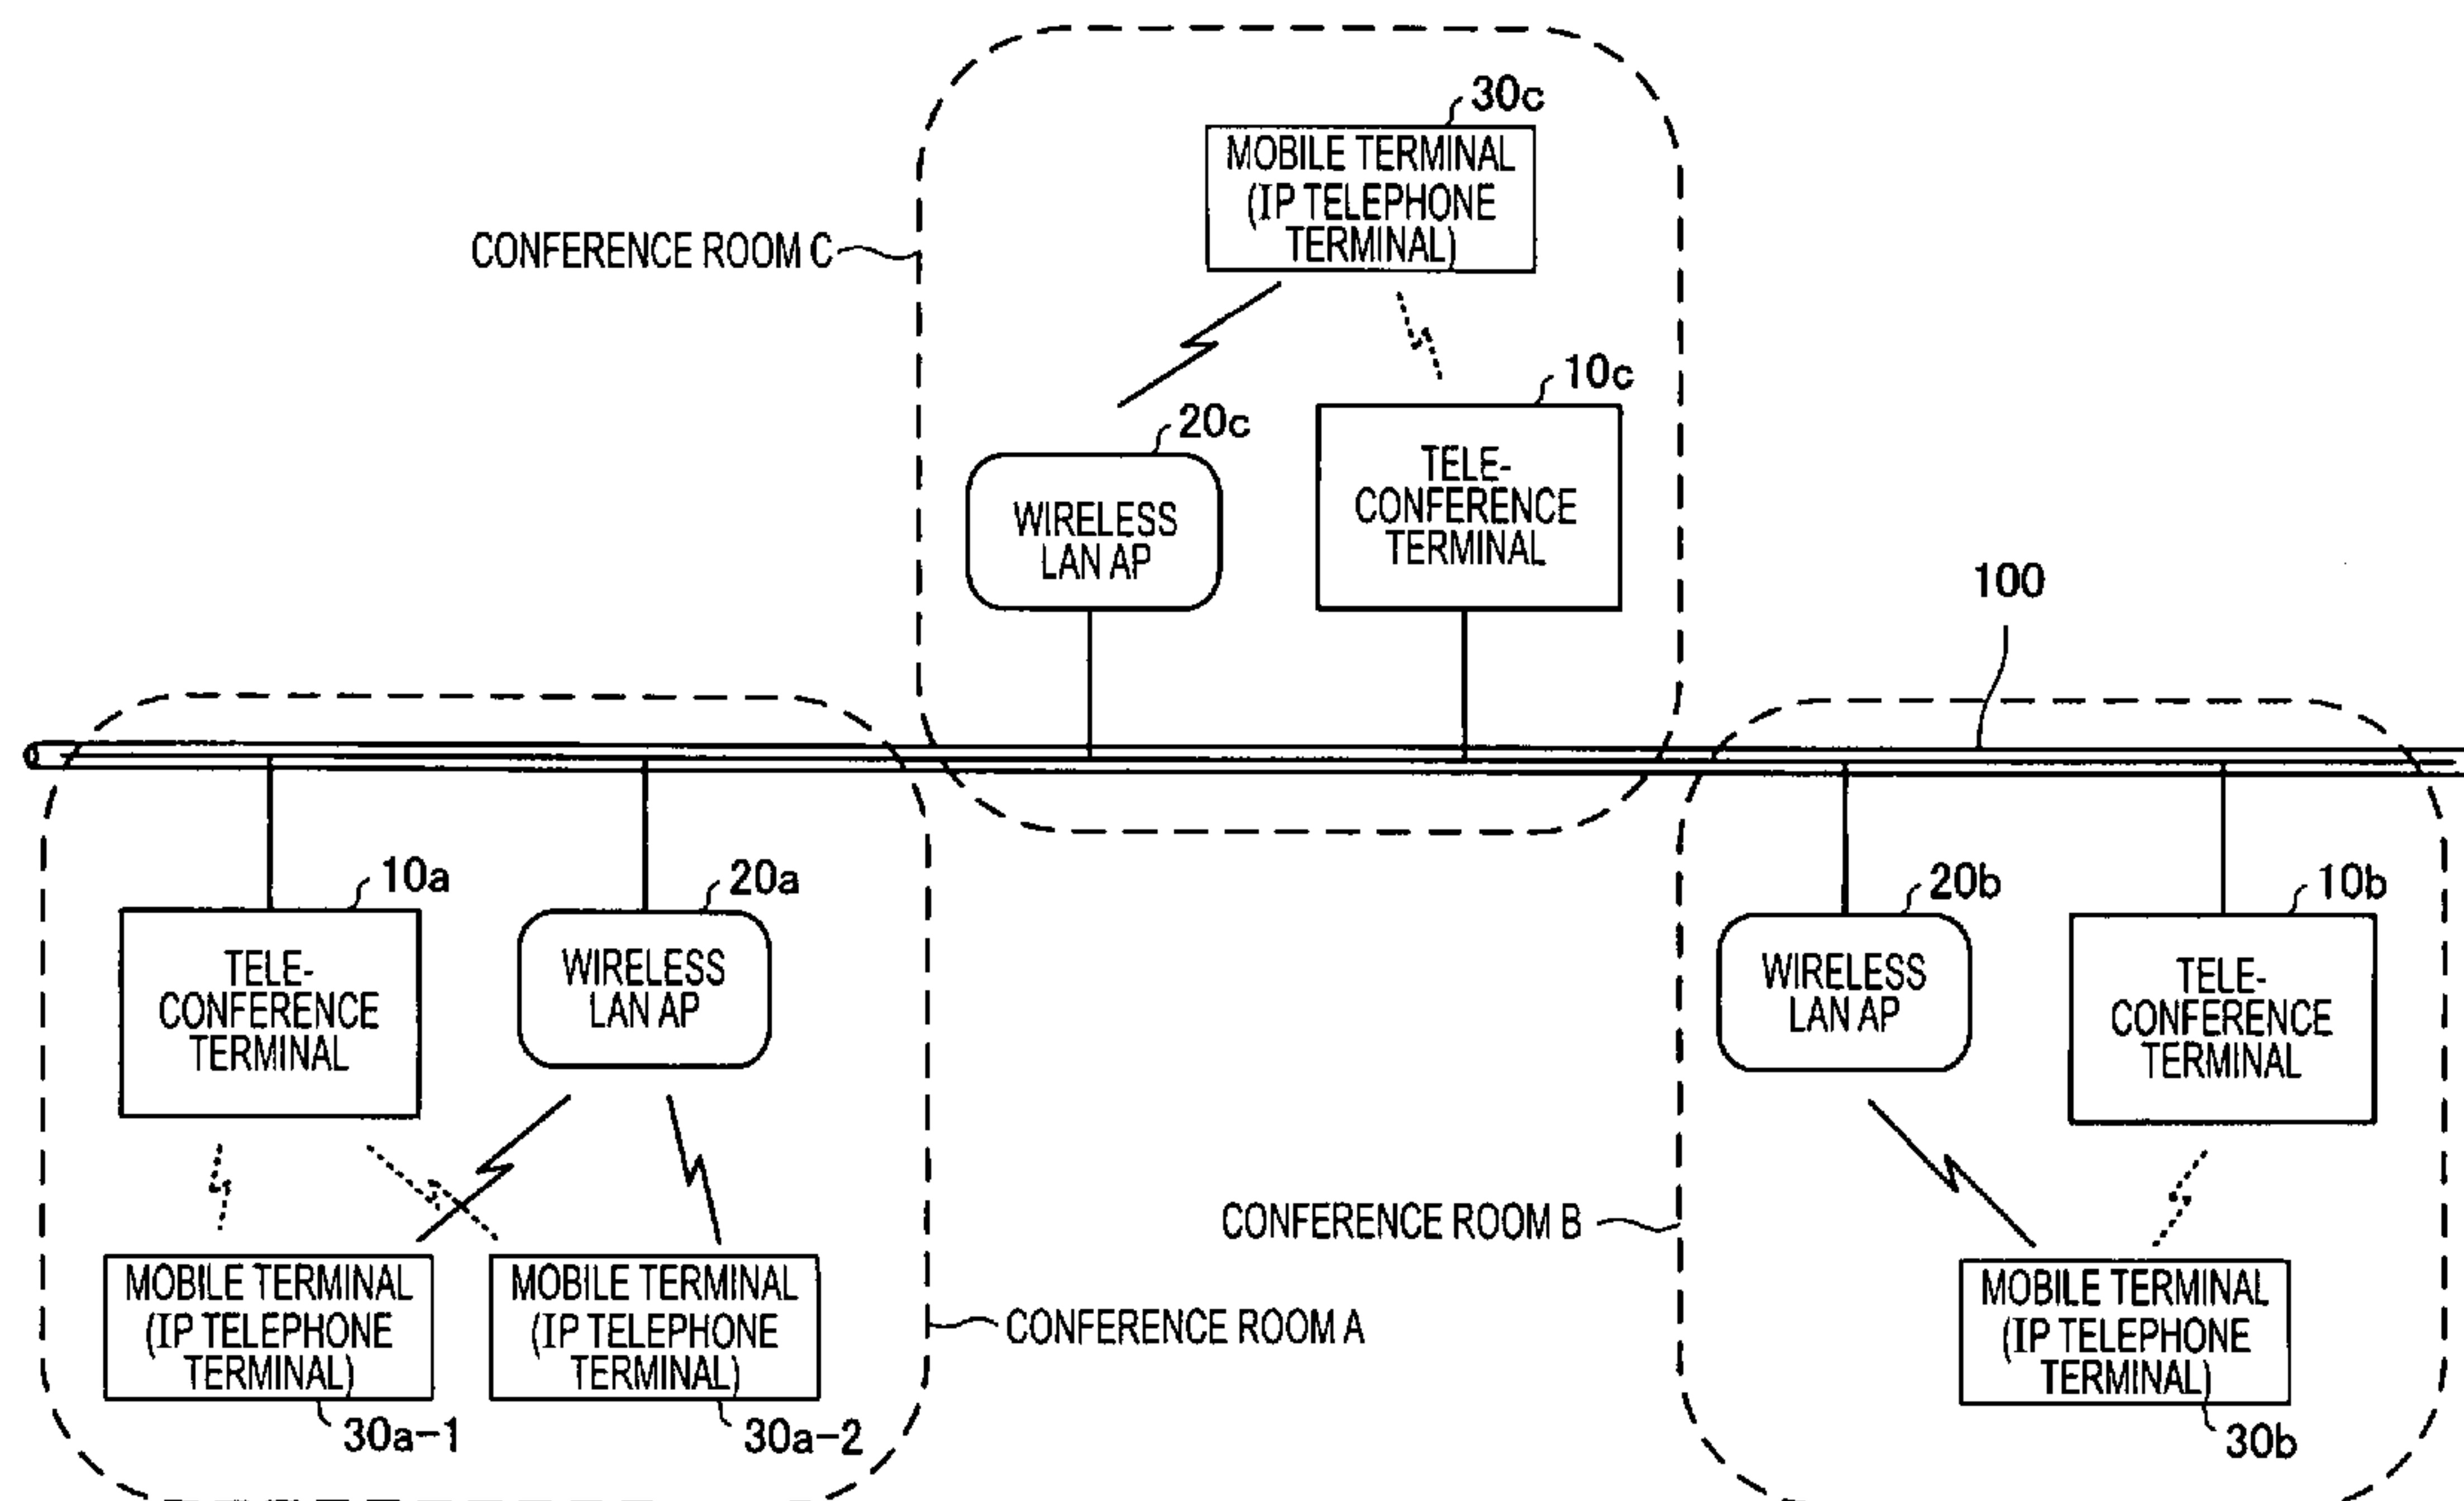 30c
MOBILE TERMINAL
(IP TELEPHONE
TERMINAL)
CONFERENCE ROOM C
10c
20c
TELE-
CONFERENCE
TERMINAL
WIRELESS
LAN AP
100
10a
20a
TELE-
CONFERENCE
TERMINAL
WIRELESS
LAN AP
20b
10b
WIRELESS
LAN AP
TELE-
CONFERENCE
TERMINAL
CONFERENCE ROOM B
MOBILE TERMINAL
(IP TELEPHONE
TERMINAL)
30a-1
MOBILE TERMINAL
(IP TELEPHONE
TERMINAL)
30a-2
CONFERENCE ROOM A
MOBILE TERMINAL
(IP TELEPHONE
TERMINAL)
30b